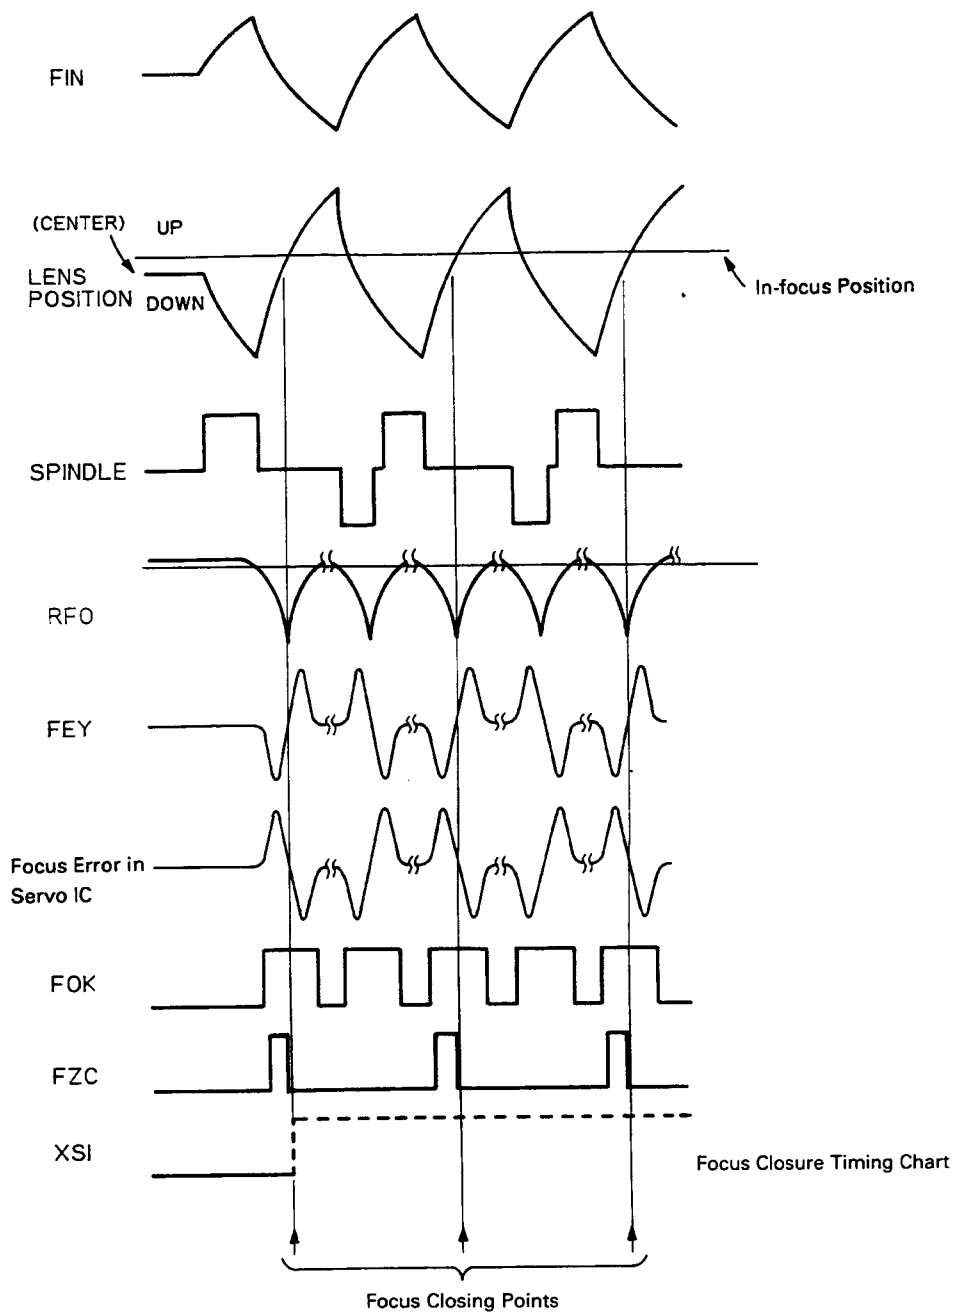 FIN
(CENTER) UP
LENS
POSITION DOWN
In-focus Position
SPINDLE
RFO
FEY
Focus Error in
Servo IC
FOK
FZC
XSI
Focus Closure Timing Chart
Focus Closing Points